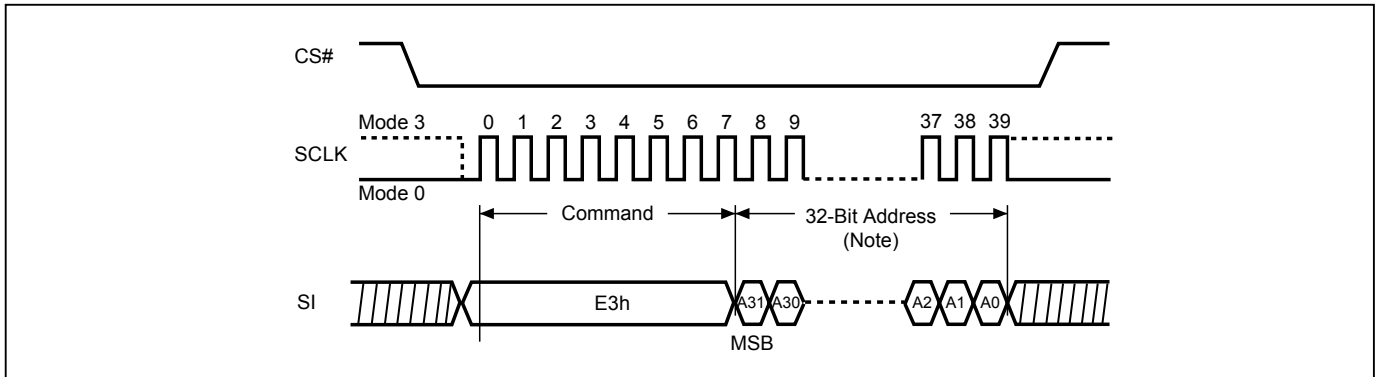 CS#
Mode 3
0 1 2 3 4 5 6 7 8 9 37 38 39
SCLK
Mode 0
Command
32-Bit Address
(Note)
SI
E3h
A31 A30 A2 A1 A0
MSB